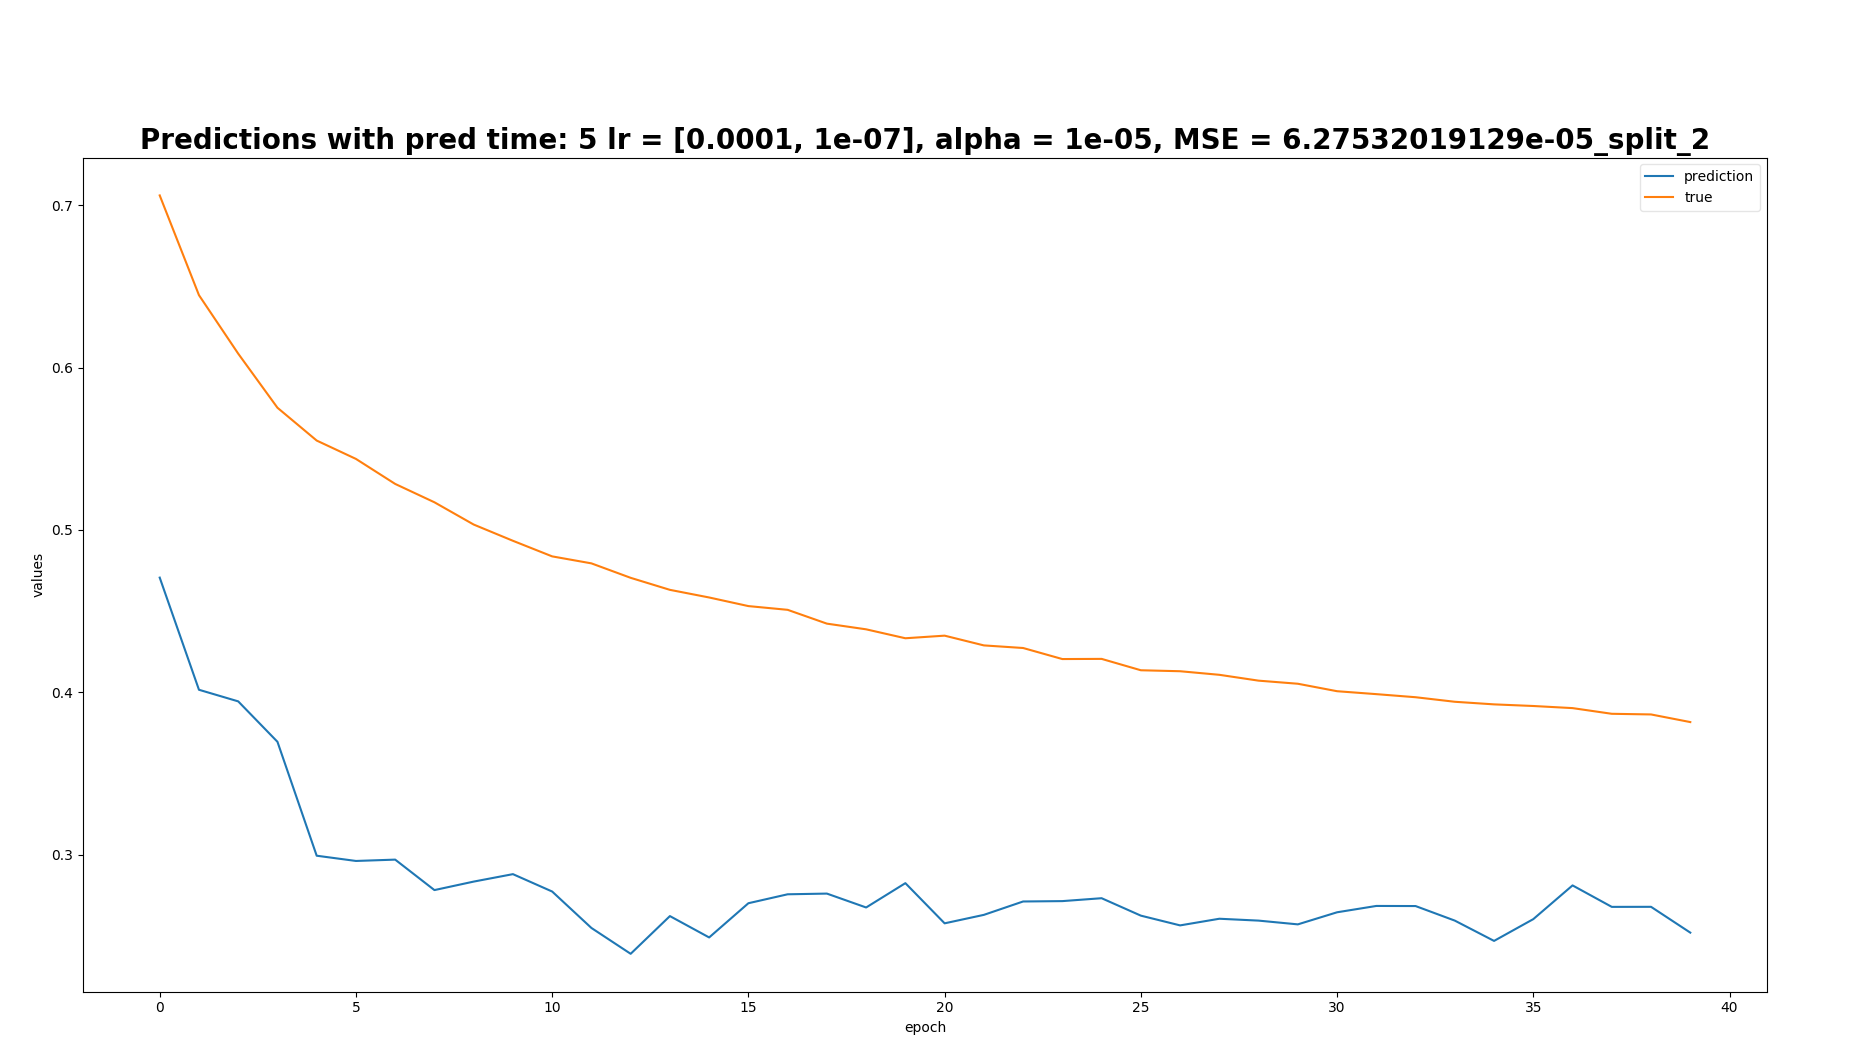 Predictions with pred time: 5 lr = [0.0001, 1e-07], alpha = 1e-05, MSE = 6.27532019129e-05_split_2
prediction
true
0.7
0.6
0.5
0.4
0.3
values
0 5 10 15 20 25 30 35 40
epoch